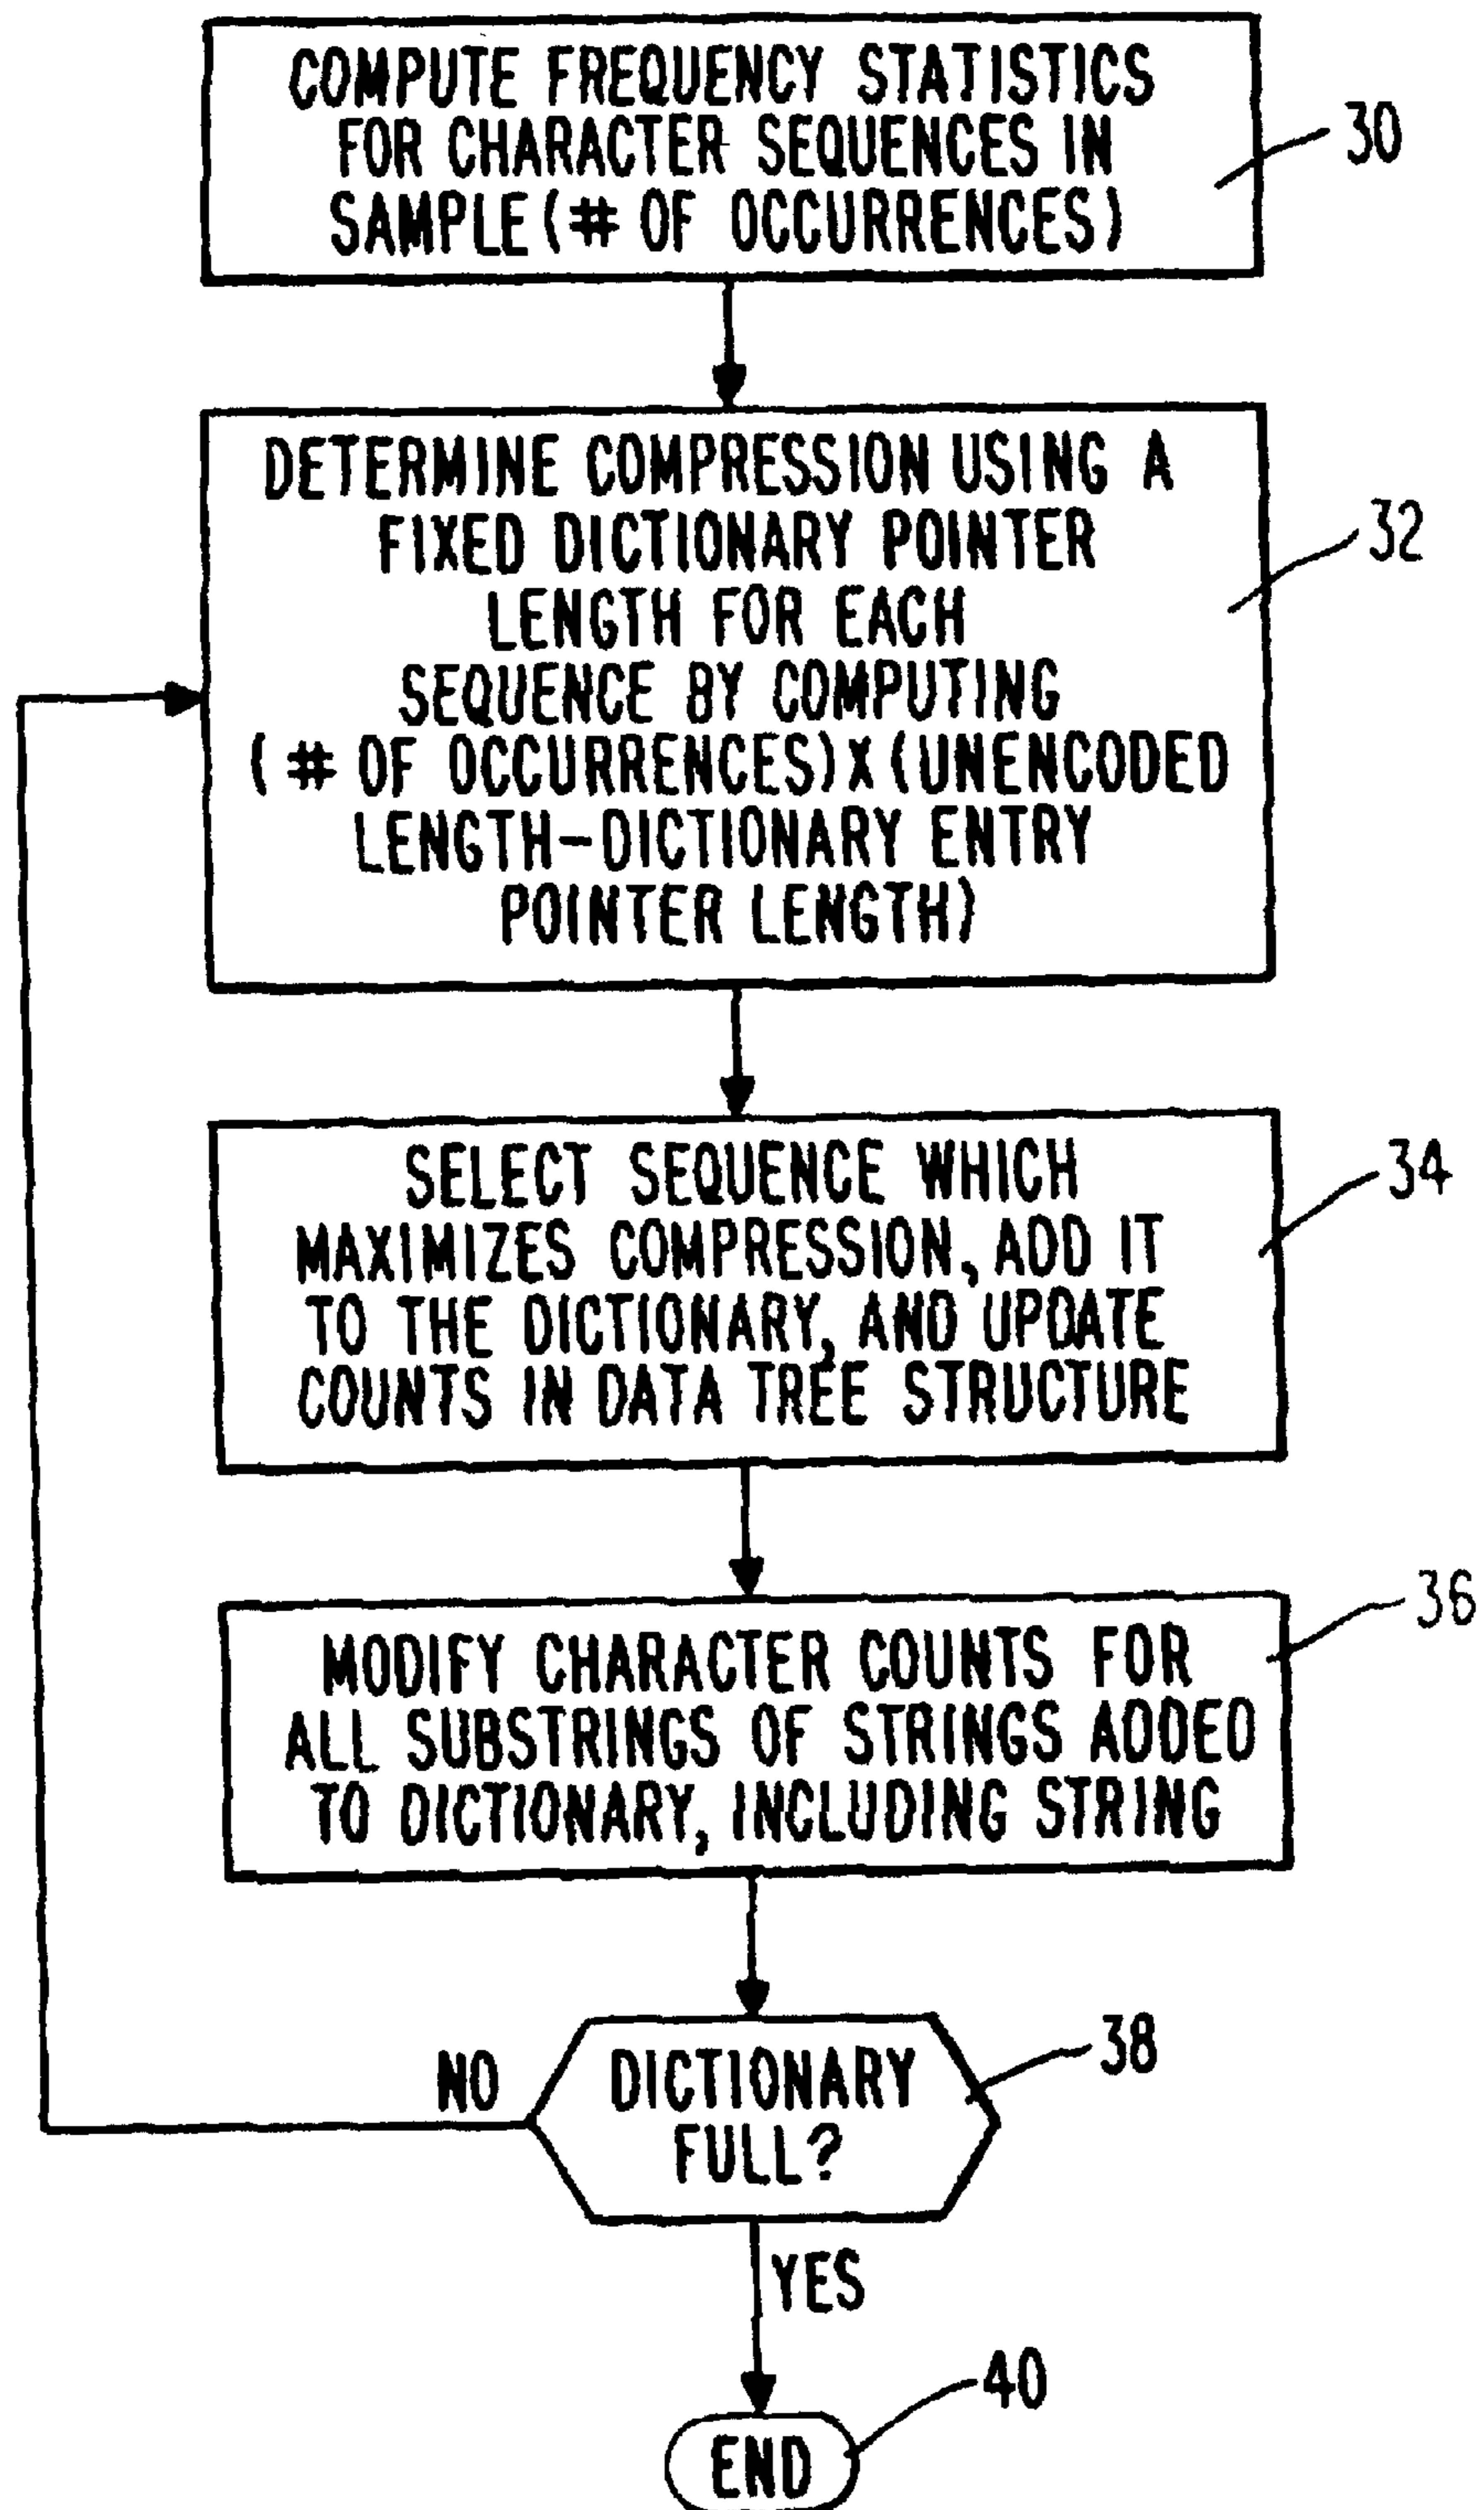 COMPUTE FREQUENCY STATISTICS
FOR CHARACTER SEQUENCES IN
SAMPLE (# OF OCCURRENCES)
30
DETERMINE COMPRESSION USING A
FIXED DICTIONARY POINTER
LENGTH FOR EACH
SEQUENCE BY COMPUTING
(# OF OCCURRENCES) X (UNENCODED
LENGTH-DICTIONARY ENTRY
POINTER LENGTH)
32
SELECT SEQUENCE WHICH
MAXIMIZES COMPRESSION, ADD IT
TO THE DICTIONARY, AND UPDATE
COUNTS IN DATA TREE STRUCTURE
34
MODIFY CHARACTER COUNTS FOR
ALL SUBSTRINGS OF STRINGS ADDED
TO DICTIONARY, INCLUDING STRING
36
NO
DICTIONARY
FULL?
38
YES
END
40